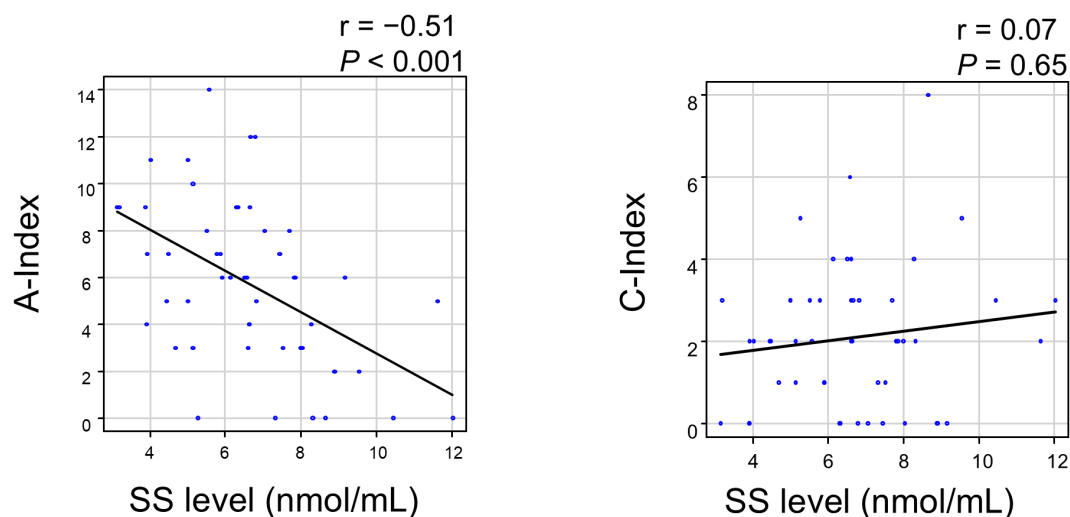 r = −0.51
P < 0.001
14
12
10
8
6
4
2
0
A-Index
4 6 8 10 12
SS level (nmol/mL)
r = 0.07
P = 0.65
8
6
4
2
0
C-Index
4 6 8 10 12
SS level (nmol/mL)